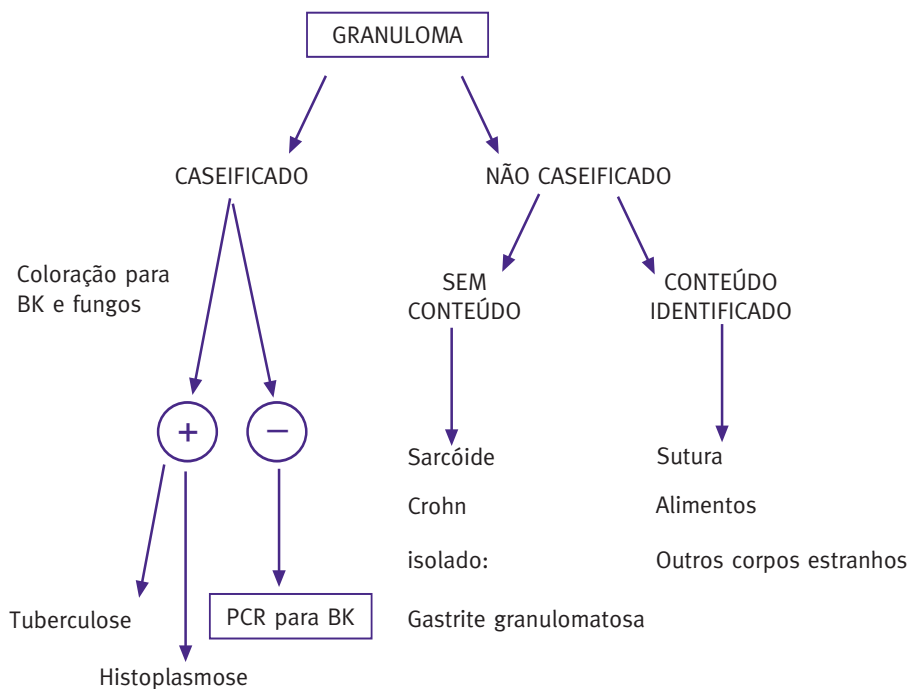 GRANULOMA
CASEIFICADO
NÃO CASEIFICADO
Coloração para
BK e fungos
SEM
CONTEÚDO
CONTEÚDO
IDENTIFICADO
+
−
Sarcóide
Crohn
isolado:
Gastrite granulomatosa
Sutura
Alimentos
Outros corpos estranhos
Tuberculose
PCR para BK
Histoplasmose